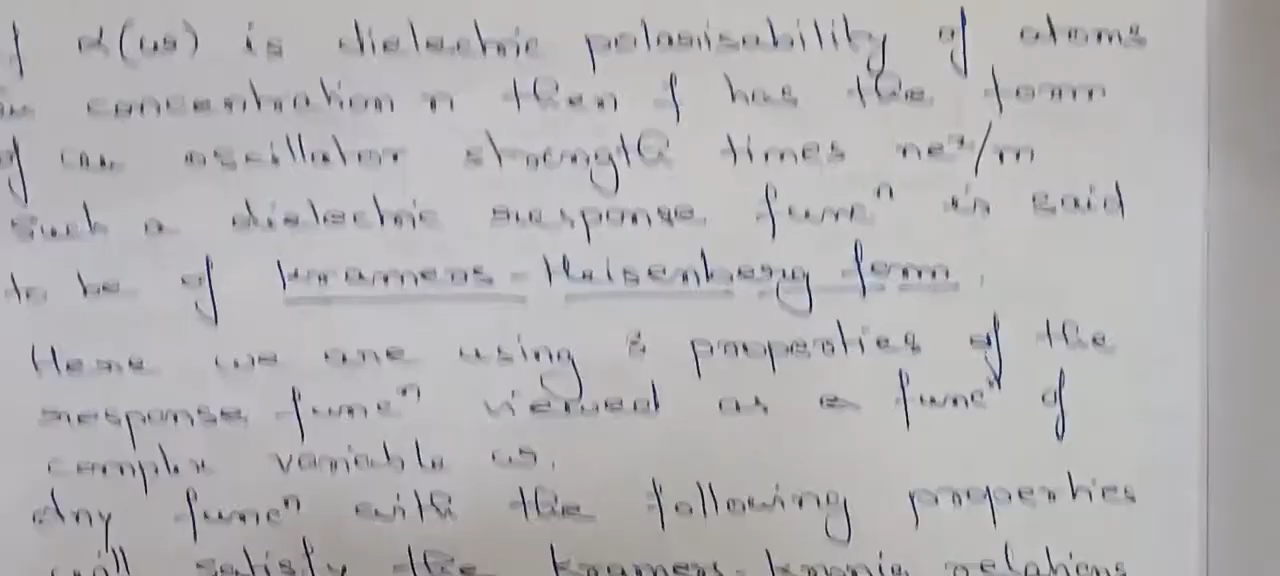 f α(ω) is dielectric polarisability of atoms
in concentration n then f has the form
of an oscillator strength times ne²/m
Such a dielectric response funcⁿ is said
to be of Kramers - Heisenberg form.
Here we are using properties of the
response funcⁿ viewed as a funcⁿ of
complex variable ω.
Any funcⁿ with the following properties
will satisfy the Kramers-Kronig relations